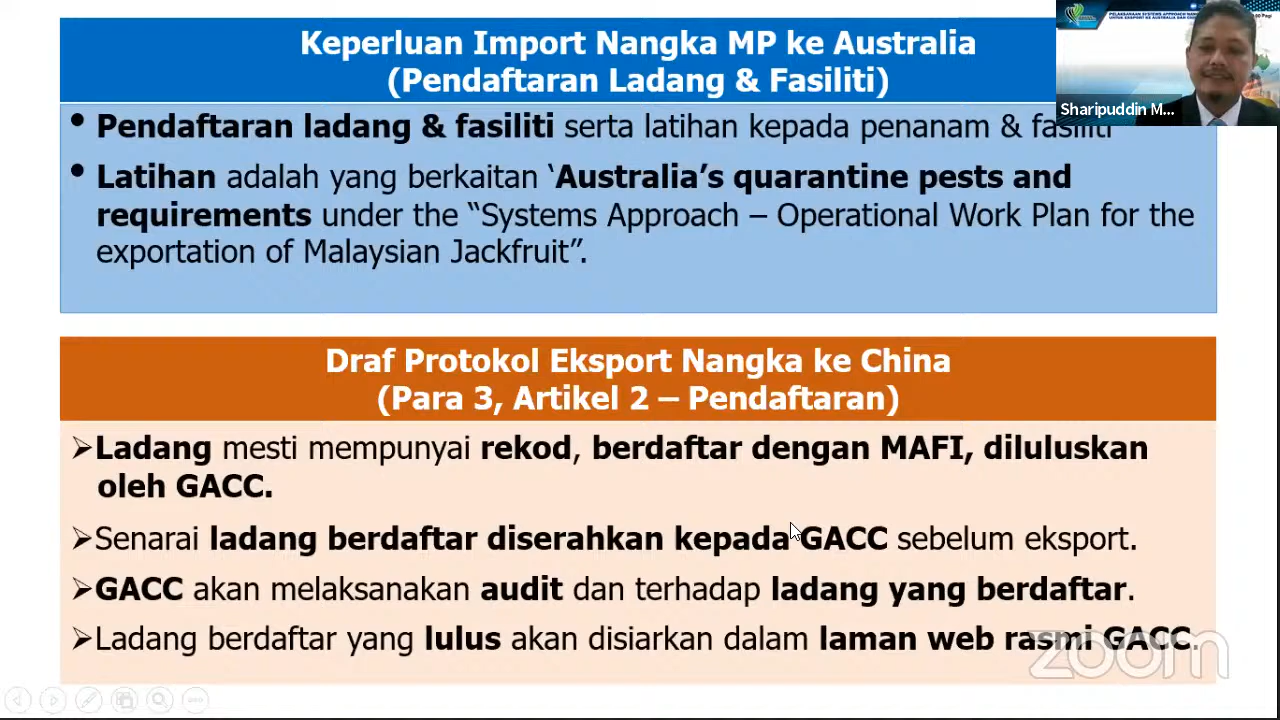 Keperluan Import Nangka MP ke Australia
(Pendaftaran Ladang & Fasiliti)
PELAKSANAAN SYSTEMS APPROACH
Sharipuddin M...
• Pendaftaran ladang & fasiliti serta latihan kepada penanam & fasiliti
• Latihan adalah yang berkaitan ‘Australia’s quarantine pests and
requirements under the “Systems Approach – Operational Work Plan for the
exportation of Malaysian Jackfruit”.
Draf Protokol Eksport Nangka ke China
(Para 3, Artikel 2 – Pendaftaran)
➢Ladang mesti mempunyai rekod, berdaftar dengan MAFI, diluluskan
oleh GACC.
➢Senarai ladang berdaftar diserahkan kepada GACC sebelum eksport.
➢GACC akan melaksanakan audit dan terhadap ladang yang berdaftar.
➢Ladang berdaftar yang lulus akan disiarkan dalam laman web rasmi GACC.
zoom